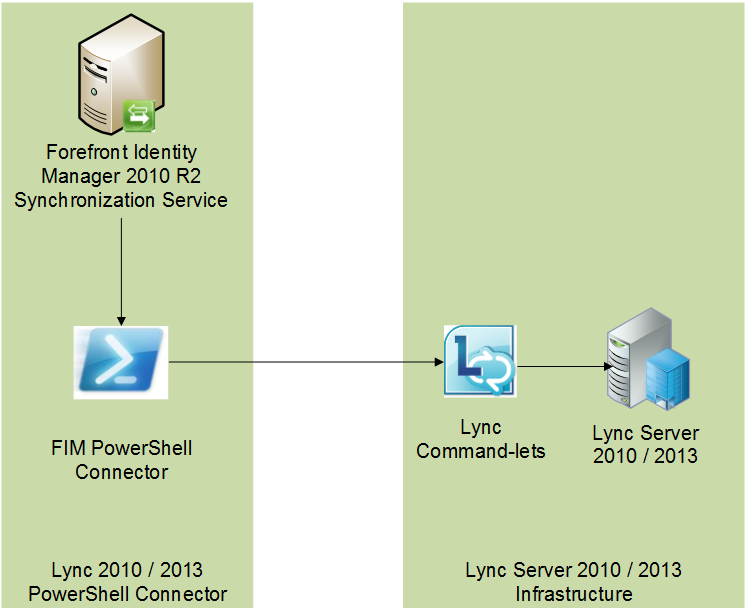 Forefront Identity
Manager 2010 R2
Synchronization Service
FIM PowerShell
Connector
Lync 2010 / 2013
PowerShell Connector
L
Lync
Command-lets
Lync Server
2010 / 2013
Lync Server 2010 / 2013
Infrastructure